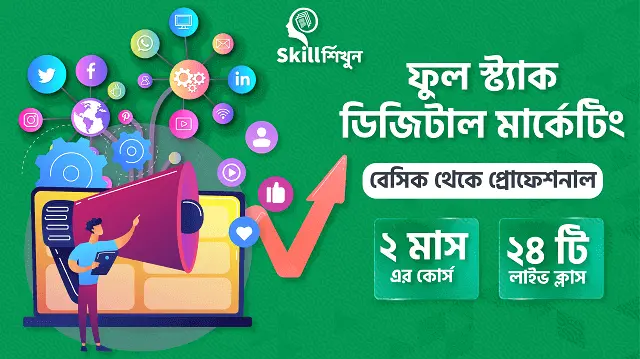 Skillশিখুন
ফুল স্ট্যাক
ডিজিটাল মার্কেটিং
বেসিক থেকে প্রোফেশনাল
২ মাস
এর কোর্স
২৪ টি
লাইভ ক্লাস